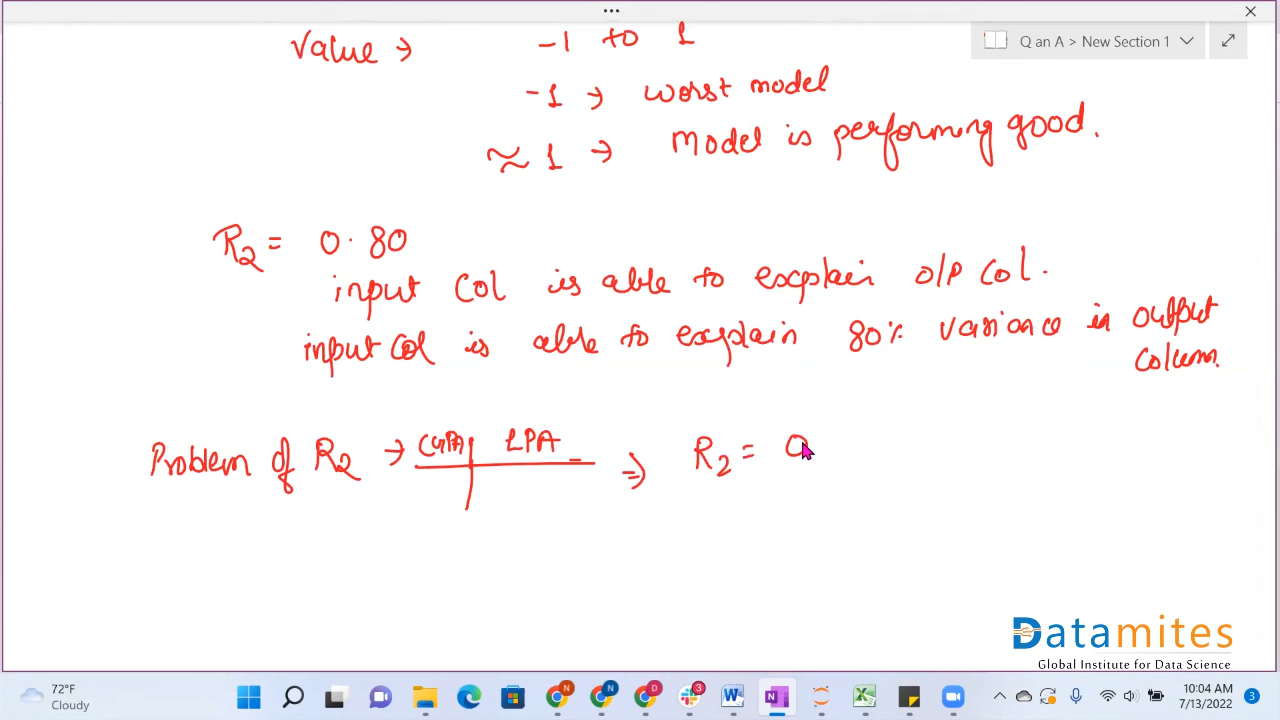 Q an A > New Section 1
Value → -1 to 1
-1 → worst model
≈ 1 → Model is performing good.
R2 = 0.80
input Col is able to explain O/P Col.
input Col is able to explain 80% variance in output
column.
Problem of R2 → CGPA LPA ⇒ R2 = 0
Datamites
Global Institute for Data Science
72°F
Cloudy
10:04 AM
7/13/2022
3